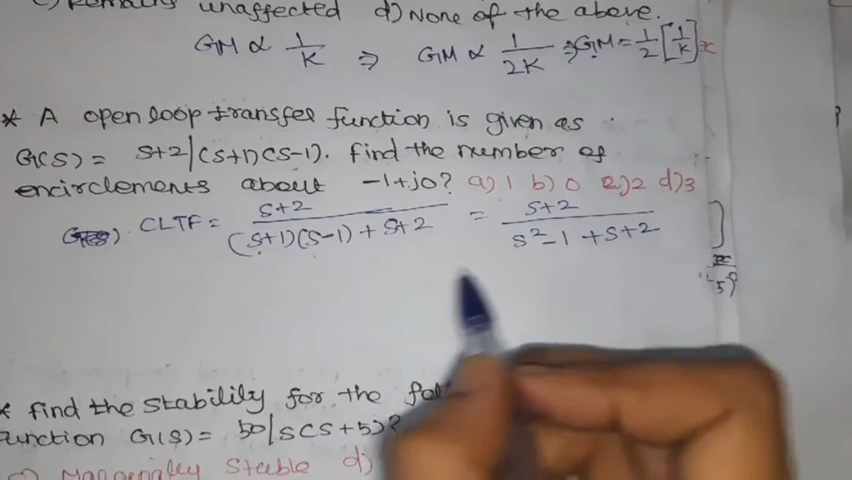 unaffected d) None of the above.
GM ∝ 1/K ⇒ GM ∝ 1/2K ⇒ GM = 1/2 [1/K] x
* A open loop transfer function is given as
G(S) = S+2|(S+1)(S-1). Find the number of
encirclements about -1+j0? a) 1 b) 0 c) 2 d) 3
CLTF = S+2/(S+1)(S-1)+S+2 = S+2/S²-1+S+2
* Find the stability for the
function G(S) = 50|S(S+5)?
stable d)